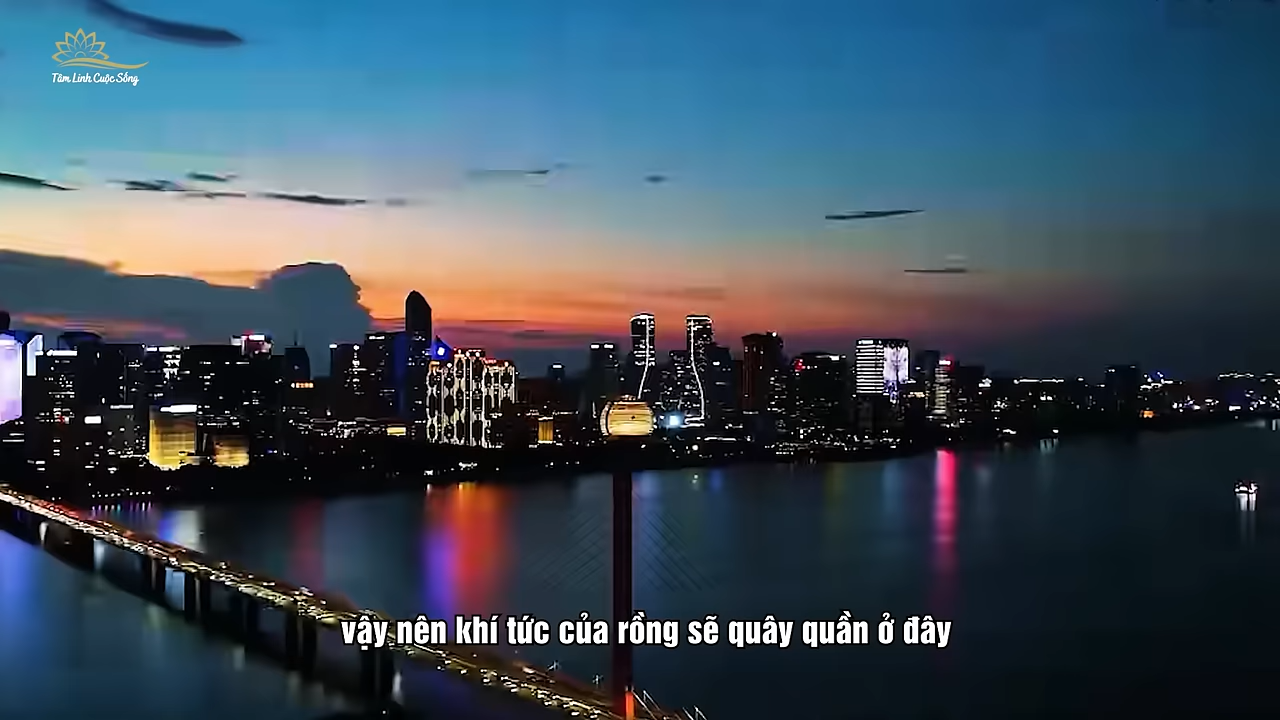 Tâm Linh Cuộc Sống
vậy nên khí tức của rồng sẽ quây quần ở đây